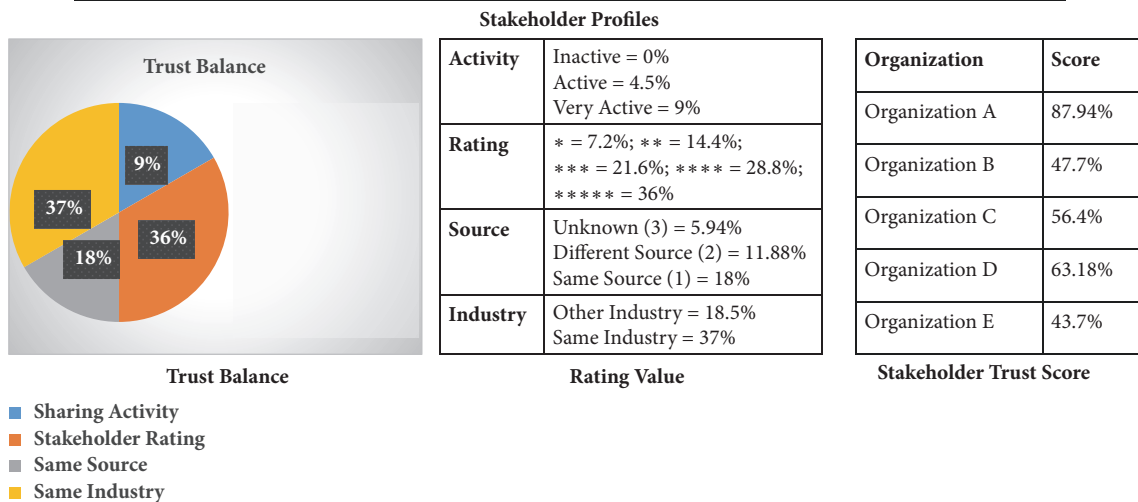 Stakeholder Profiles
Trust Balance
9%
37%
36%
18%
Trust Balance
Sharing Activity
Stakeholder Rating
Same Source
Same Industry
Activity
Inactive = 0%
Active = 4.5%
Very Active = 9%
Rating
∗ = 7.2%; ∗∗ = 14.4%;
∗∗∗ = 21.6%; ∗∗∗∗ = 28.8%;
∗∗∗∗∗ = 36%
Source
Unknown (3) = 5.94%
Different Source (2) = 11.88%
Same Source (1) = 18%
Industry
Other Industry = 18.5%
Same Industry = 37%
Rating Value
Organization Score
Organization A 87.94%
Organization B 47.7%
Organization C 56.4%
Organization D 63.18%
Organization E 43.7%
Stakeholder Trust Score